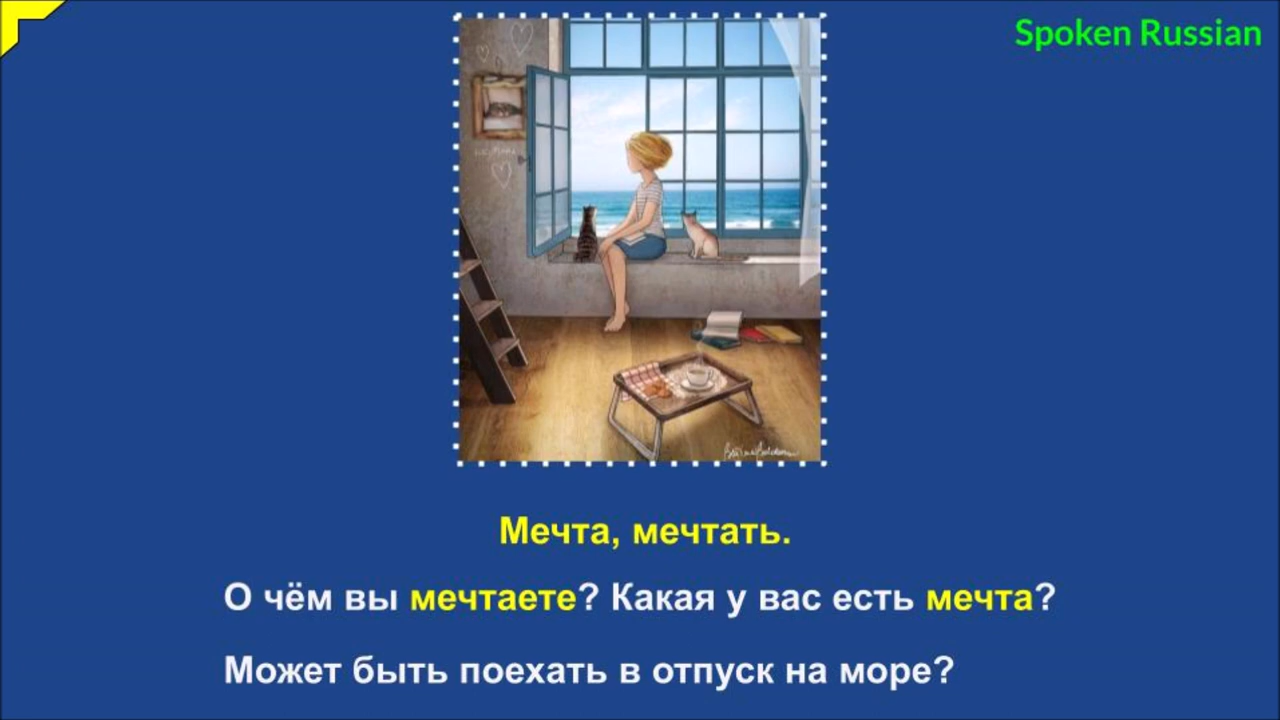 Spoken Russian
Мечта, мечтать.
О чём вы мечтаете? Какая у вас есть мечта?
Может быть поехать в отпуск на море?